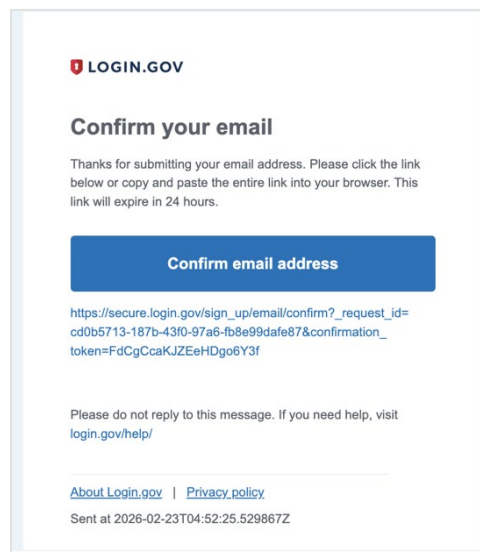 LOGIN.GOV
Confirm your email
Thanks for submitting your email address. Please click the link
below or copy and paste the entire link into your browser. This
link will expire in 24 hours.
Confirm email address
https://secure.login.gov/sign_up/email/confirm?_request_id=
cd0b5713-187b-43f0-97a6-fb8e99dafe87&confirmation_
token=FdCgCcaKJZEeHDgo6Y3f
Please do not reply to this message. If you need help, visit
login.gov/help/
About Login.gov | Privacy policy
Sent at 2026-02-23T04:52:25.529867Z